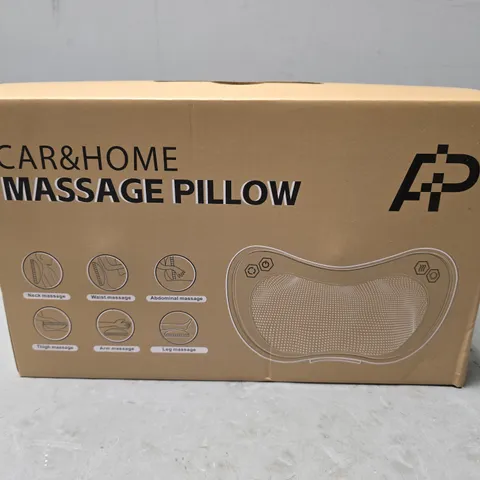 CAR&HOME
MASSAGE PILLOW
AP
Neck massage
Waist massage
Abdominal massage
Thigh massage
Arm massage
Leg massage